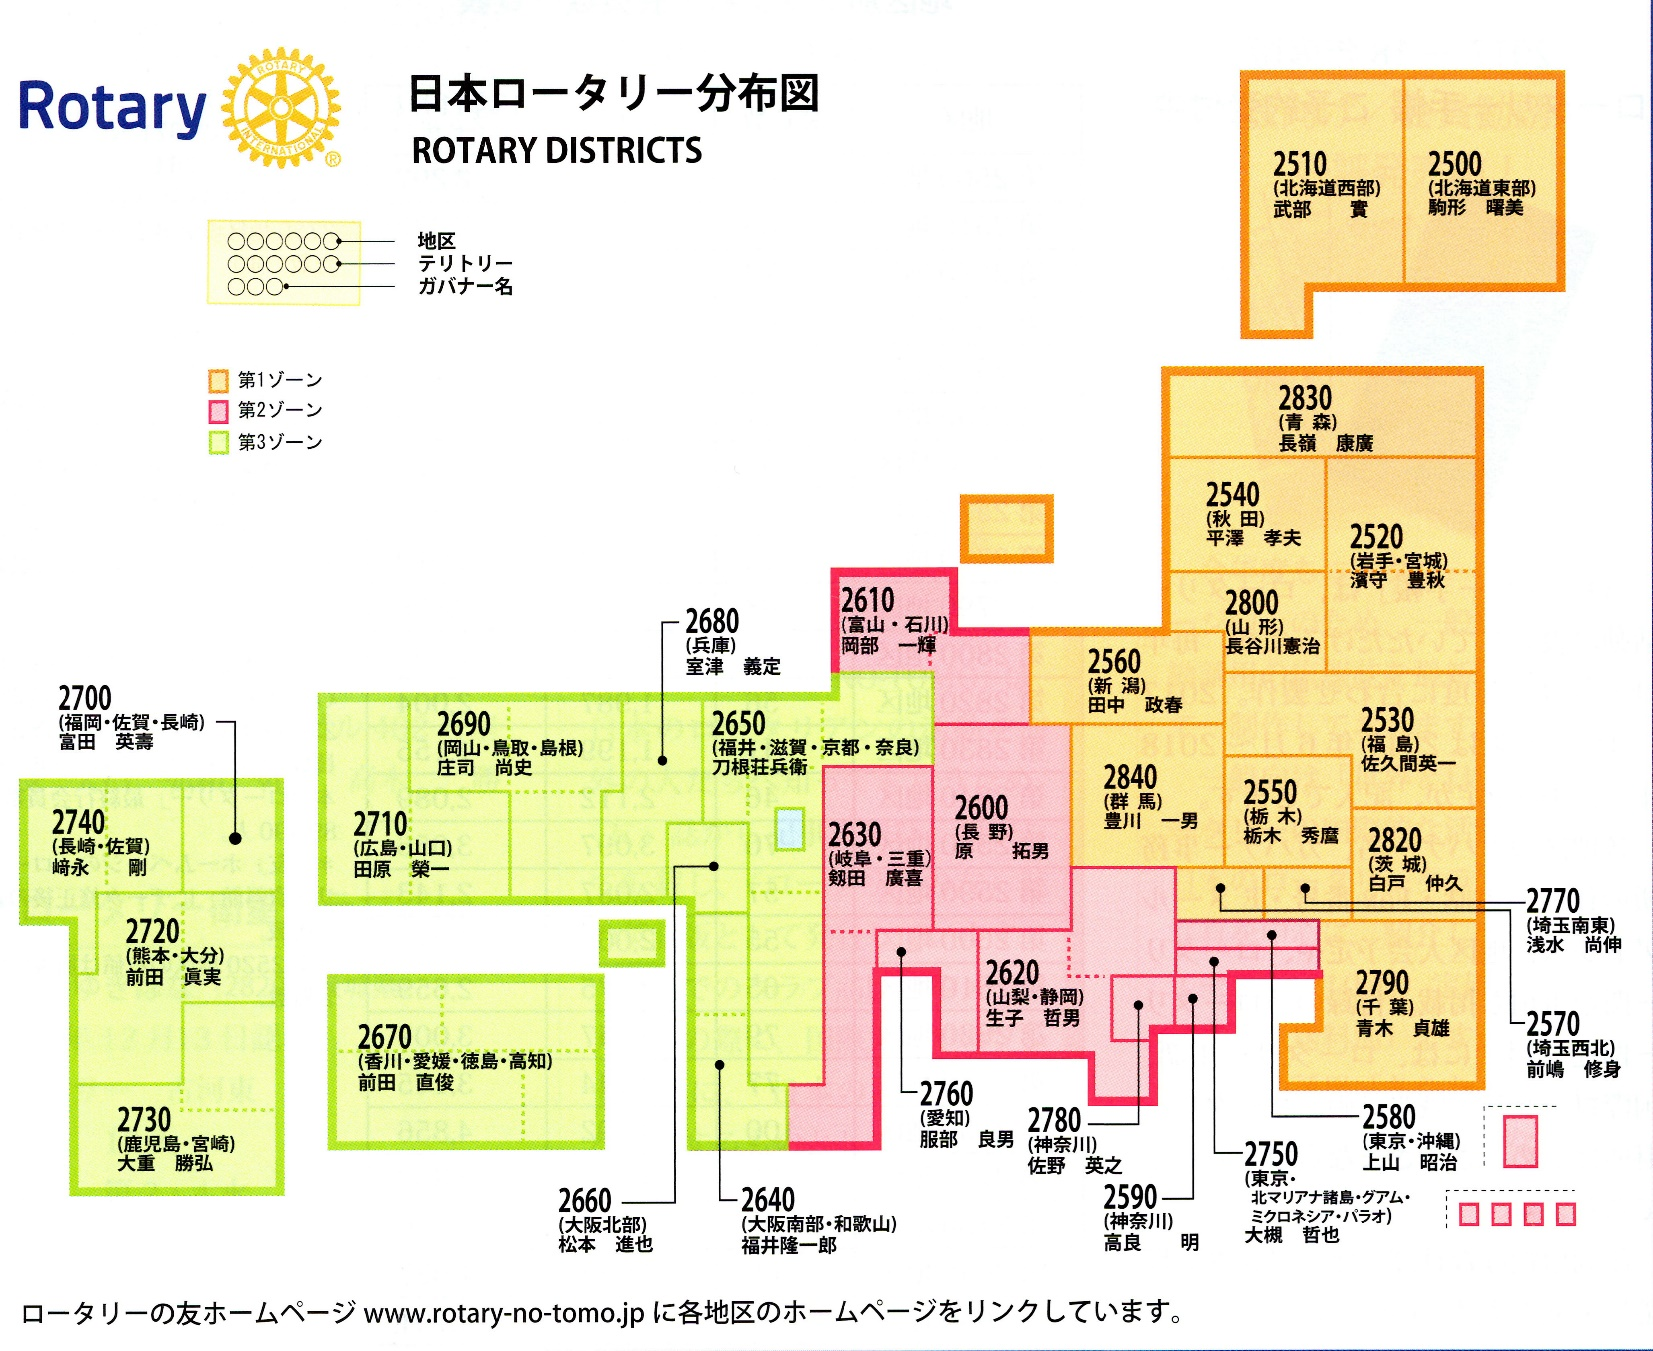 Rotary
ROTARY
INTERNATIONAL
®
日本ロータリー分布図
ROTARY DISTRICTS
○○○○○○ 地区
○○○○○○ テリトリー
○○○ ガバナー名
第1ゾーン
第2ゾーン
第3ゾーン
2510
(北海道西部)
武部 實
2500
(北海道東部)
駒形 曙美
2830
(青 森)
長嶺 康廣
2540
(秋 田)
平澤 孝夫
2520
(岩手・宮城)
濱守 豊秋
2800
(山 形)
長谷川憲治
2560
(新 潟)
田中 政春
2530
(福 島)
佐久間英一
2840
(群 馬)
豊川 一男
2550
(栃 木)
栃木 秀麿
2820
(茨 城)
白戸 仲久
2770
(埼玉南東)
浅水 尚伸
2570
(埼玉西北)
前嶋 修身
2790
(千 葉)
青木 貞雄
2610
(富山・石川)
岡部 一輝
2600
(長 野)
原 拓男
2630
(岐阜・三重)
剱田 廣喜
2620
(山梨・静岡)
生子 哲男
2760
(愛知)
服部 良男
2780
(神奈川)
佐野 英之
2590
(神奈川)
高良 明
2580
(東京・沖縄)
上山 昭治
2750
(東京・
北マリアナ諸島・グアム・
ミクロネシア・パラオ)
大槻 哲也
2680
(兵庫)
室津 義定
2650
(福井・滋賀・京都・奈良)
刀根荘兵衛
2690
(岡山・鳥取・島根)
庄司 尚史
2710
(広島・山口)
田原 榮一
2660
(大阪北部)
松本 進也
2640
(大阪南部・和歌山)
福井隆一郎
2670
(香川・愛媛・徳島・高知)
前田 直俊
2700
(福岡・佐賀・長崎)
富田 英壽
2740
(長崎・佐賀)
﨑永 剛
2720
(熊本・大分)
前田 眞実
2730
(鹿児島・宮崎)
大重 勝弘
ロータリーの友ホームページ www.rotary-no-tomo.jp に各地区のホームページをリンクしています。